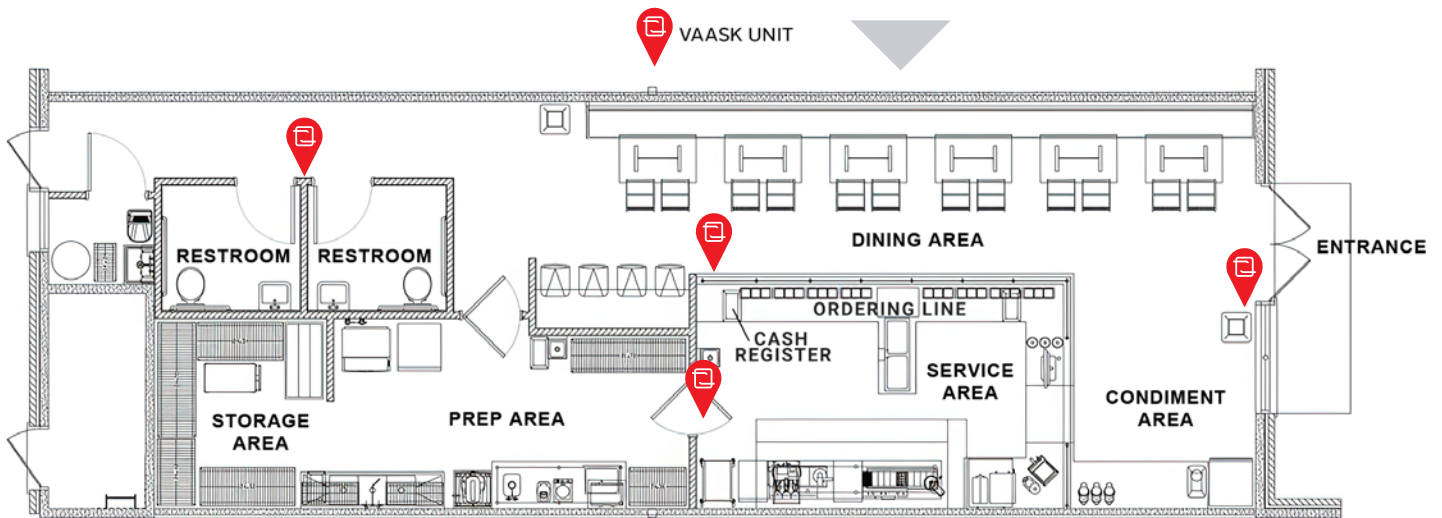 VAASK UNIT
RESTROOM
RESTROOM
DINING AREA
ENTRANCE
ORDERING LINE
CASH
REGISTER
SERVICE
AREA
CONDIMENT
AREA
STORAGE
AREA
PREP AREA